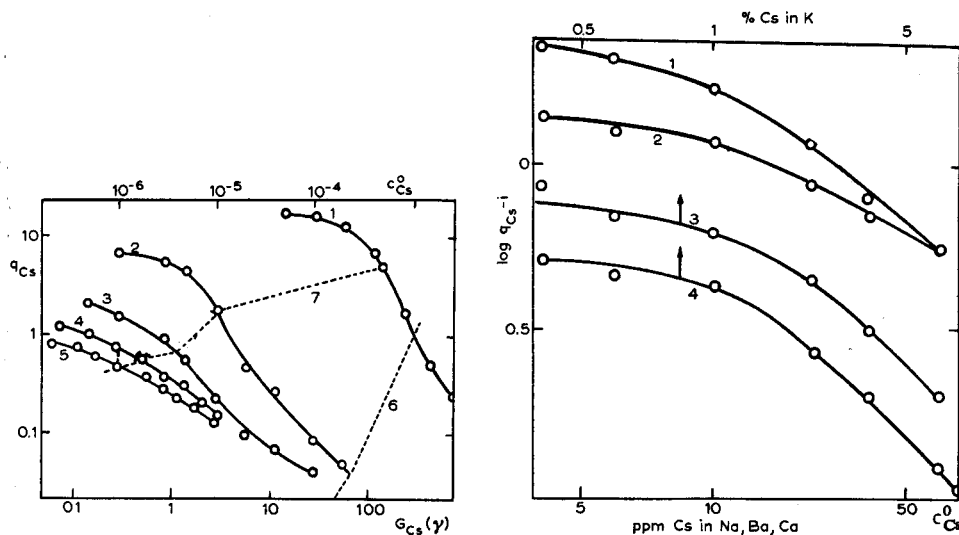 10⁻⁶ 10⁻⁵ 10⁻⁴ c⁰Cs
10
qCs
1
0.1
1
2
3
4
5
6
7
01 1 10 100
GCs(γ)
% Cs in K
0.5 1 5
0
log qCs⁻ⁱ
0.5
1
2
3
4
5 10 50 c⁰Cs
ppm Cs in Na, Ba, Ca